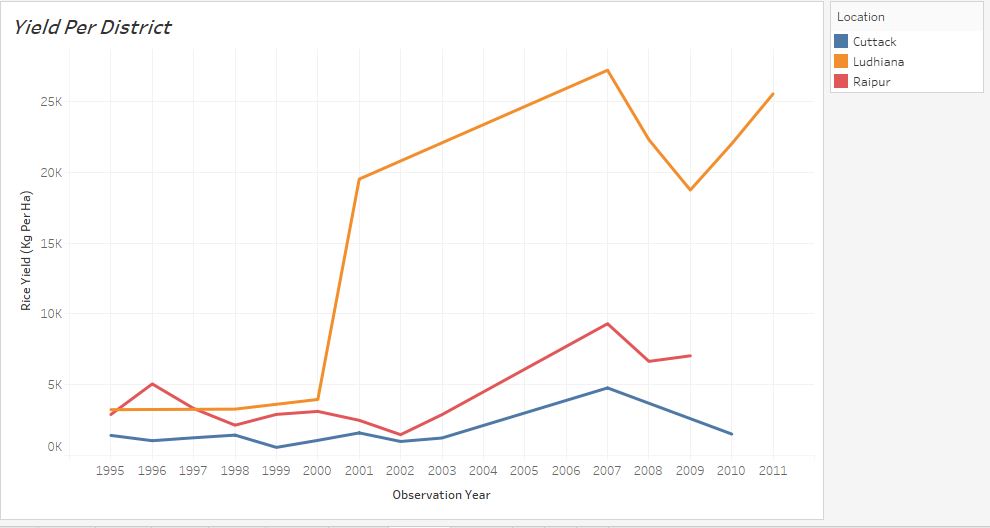 Yield Per District
Location
Cuttack
Ludhiana
Raipur
Rice Yield (Kg Per Ha)
25K
20K
15K
10K
5K
0K
1995 1996 1997 1998 1999 2000 2001 2002 2003 2004 2005 2006 2007 2008 2009 2010 2011
Observation Year